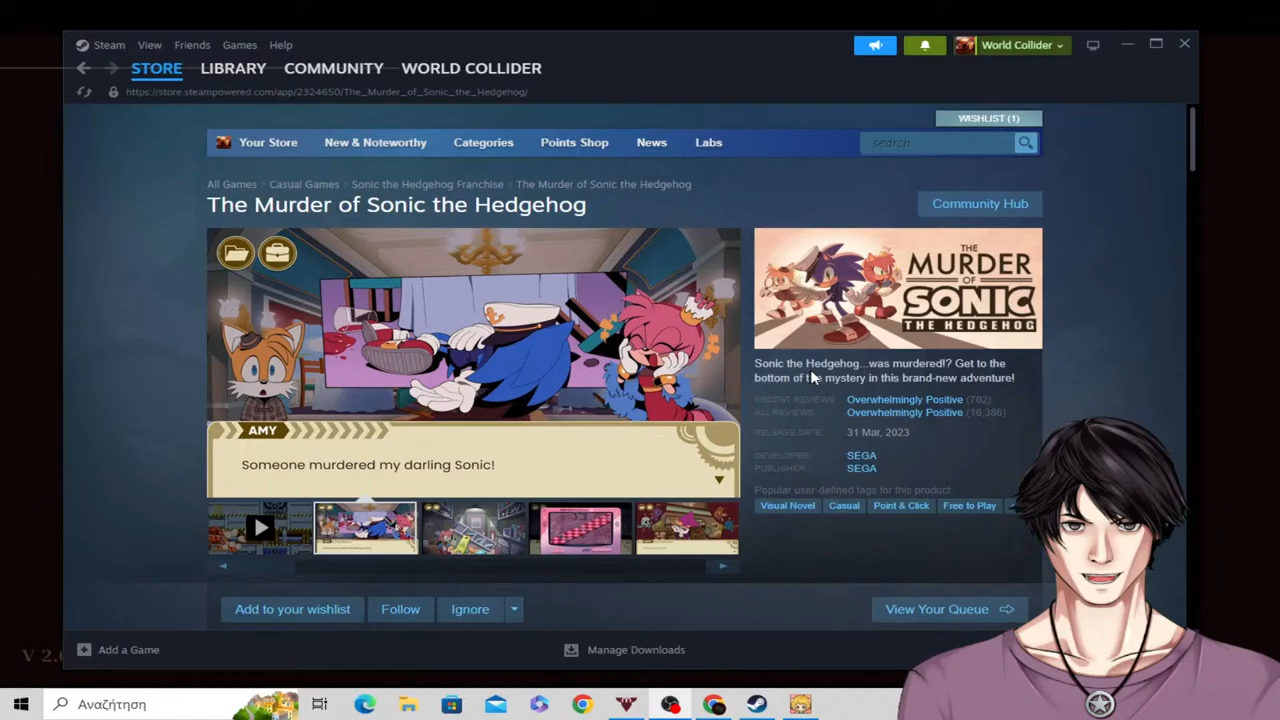 Steam View Friends Games Help World Collider
STORE LIBRARY COMMUNITY WORLD COLLIDER
https://store.steampowered.com/app/2324650/The_Murder_of_Sonic_the_Hedgehog/
WISHLIST (1)
Your Store New & Noteworthy Categories Points Shop News Labs search
All Games > Casual Games > Sonic the Hedgehog Franchise > The Murder of Sonic the Hedgehog
The Murder of Sonic the Hedgehog
Community Hub
THE
MURDER
OF
SONIC
THE HEDGEHOG
Sonic the Hedgehog...was murdered!? Get to the
bottom of the mystery in this brand-new adventure!
RECENT REVIEWS: Overwhelmingly Positive (702)
ALL REVIEWS: Overwhelmingly Positive (16,386)
RELEASE DATE: 31 Mar, 2023
DEVELOPER: SEGA
PUBLISHER: SEGA
Popular user-defined tags for this product:
Visual Novel Casual Point & Click Free to Play
AMY
Someone murdered my darling Sonic!
Add to your wishlist Follow Ignore View Your Queue
Add a Game Manage Downloads
V 2.
Αναζήτηση